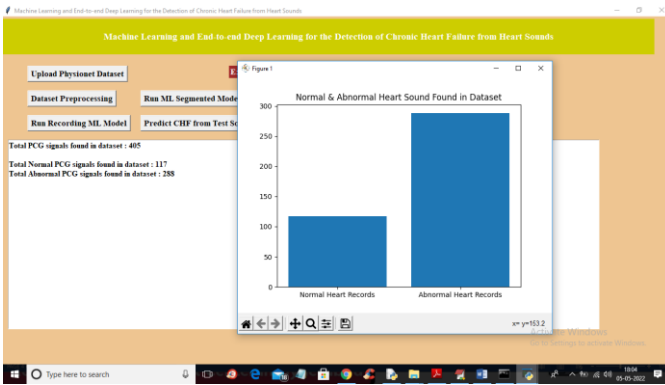 Machine Learning and End-to-end Deep Learning for the Detection of Chronic Heart Failure from Heart Sounds
Machine Learning and End-to-end Deep Learning for the Detection of Chronic Heart Failure from Heart Sounds
Upload Physionet Dataset
Dataset Preprocessing
Run ML Segmented Mode
Run Recording ML Model
Predict CHF from Test So
Total PCG signals found in dataset : 405
Total Normal PCG signals found in dataset : 117
Total Abnormal PCG signals found in dataset : 288
Figure 1
Normal & Abnormal Heart Sound Found in Dataset
300
250
200
150
100
50
0
Normal Heart Records
Abnormal Heart Records
x= y=153.2
Activate Windows
Go to Settings to activate Windows.
Type here to search
18:04
05-05-2022